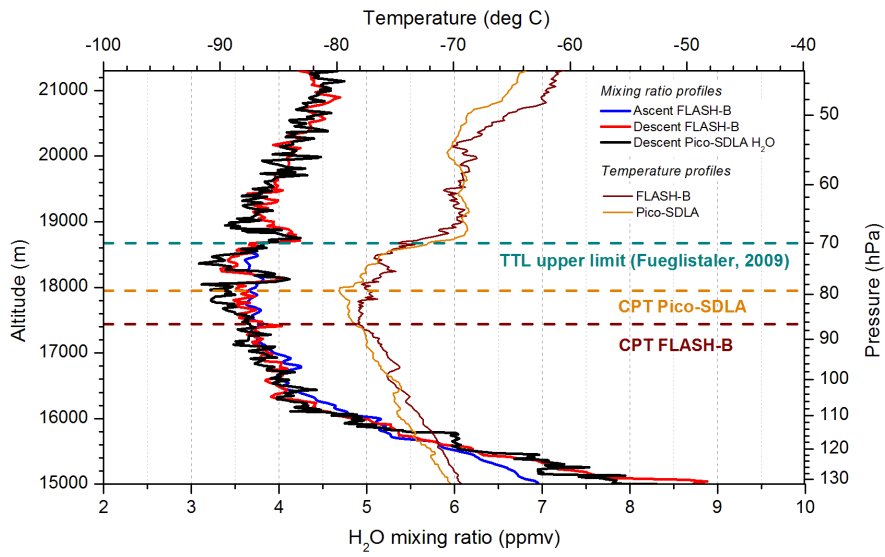 Temperature (deg C)
-100 -90 -80 -70 -60 -50 -40
21000
20000
19000
18000
17000
16000
15000
Altitude (m)
Mixing ratio profiles
Ascent FLASH-B
Descent FLASH-B
Descent Pico-SDLA H₂O
Temperature profiles
FLASH-B
Pico-SDLA
TTL upper limit (Fueglistaler, 2009)
CPT Pico-SDLA
CPT FLASH-B
50
60
70
80
90
100
110
120
130
Pressure (hPa)
2 3 4 5 6 7 8 9 10
H₂O mixing ratio (ppmv)